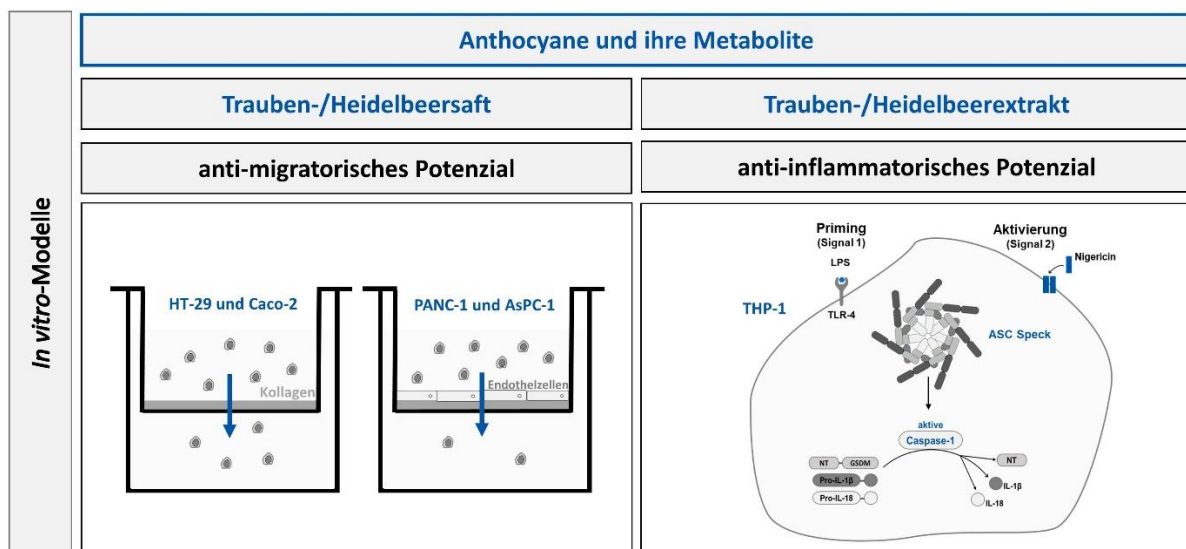 In vitro-Modelle
Anthocyane und ihre Metabolite
Trauben-/Heidelbeersaft
anti-migratorisches Potenzial
HT-29 und Caco-2
Kollagen
PANC-1 und AsPC-1
Endothelzellen
Trauben-/Heidelbeerextrakt
anti-inflammatorisches Potenzial
Priming
(Signal 1)
LPS
TLR-4
THP-1
Aktivierung
(Signal 2)
Nigericin
ASC Speck
aktive
Caspase-1
NT
GSDM
Pro-IL-1β
Pro-IL-18
NT
IL-1β
IL-18